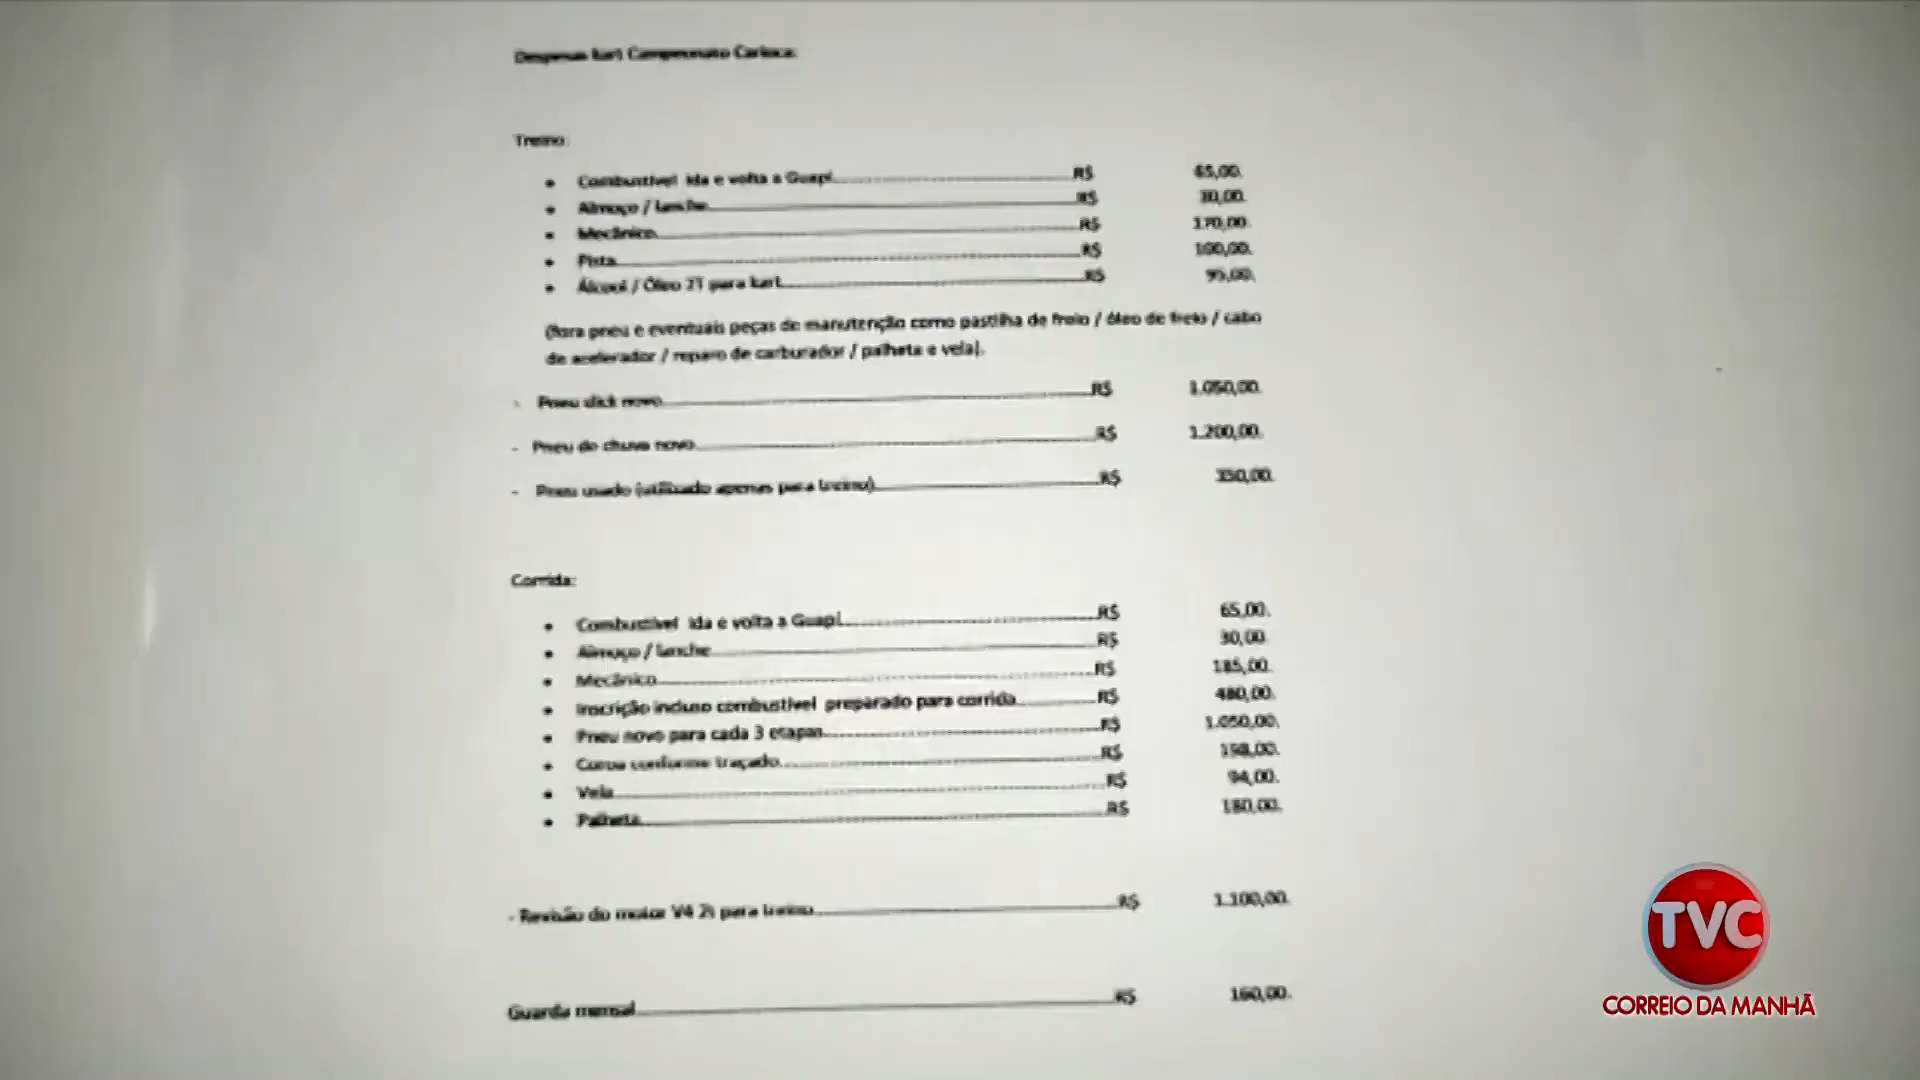 Despesas kart Campeonato Carioca:
Treino:
• Combustível ida e volta a Guapi R$ 65,00.
• Almoço / lanche R$ 30,00.
• Mecânico R$ 170,00.
• Pista R$ 100,00.
• Álcool / Óleo 2T para kart R$ 95,00.
(fora pneu e eventuais peças de manutenção como pastilha de freio / óleo de freio / cabo
de acelerador / reparo de carburador / palheta e vela).
- Pneu slick novo R$ 1.050,00.
- Pneu de chuva novo R$ 1.200,00.
- Pneu usado (utilizado apenas para treino) R$ 350,00.
Corrida:
• Combustível ida e volta a Guapi R$ 65,00.
• Almoço / lanche R$ 30,00.
• Mecânico R$ 185,00.
• Inscrição incluso combustível preparado para corrida R$ 480,00.
• Pneu novo para cada 3 etapas R$ 1.050,00.
• Coroa conforme traçado R$ 198,00.
• Vela R$ 94,00.
• Palheta R$ 180,00.
- Revisão do motor para treino R$ 1.100,00.
Guarda mensal R$ 160,00.
TVC
CORREIO DA MANHÃ